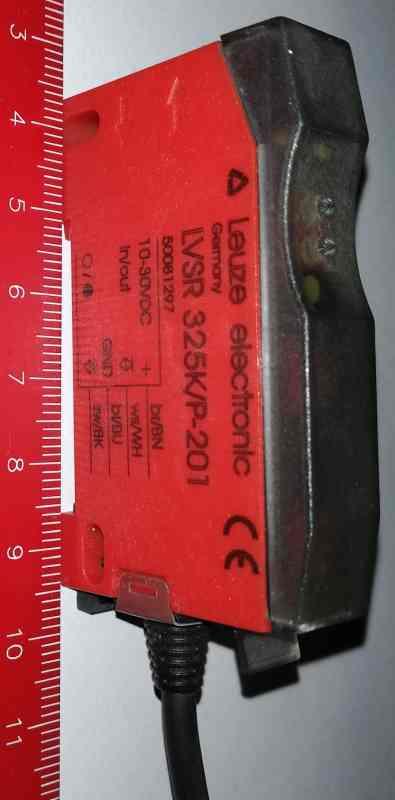 Leuze electronic
Germany
LVSR 325K/P-201
50081297
10-30VDC
In/out
+
GND
br/BN
ws/WH
bl/BU
sw/BK
CE
3
4
5
6
7
8
9
10
11